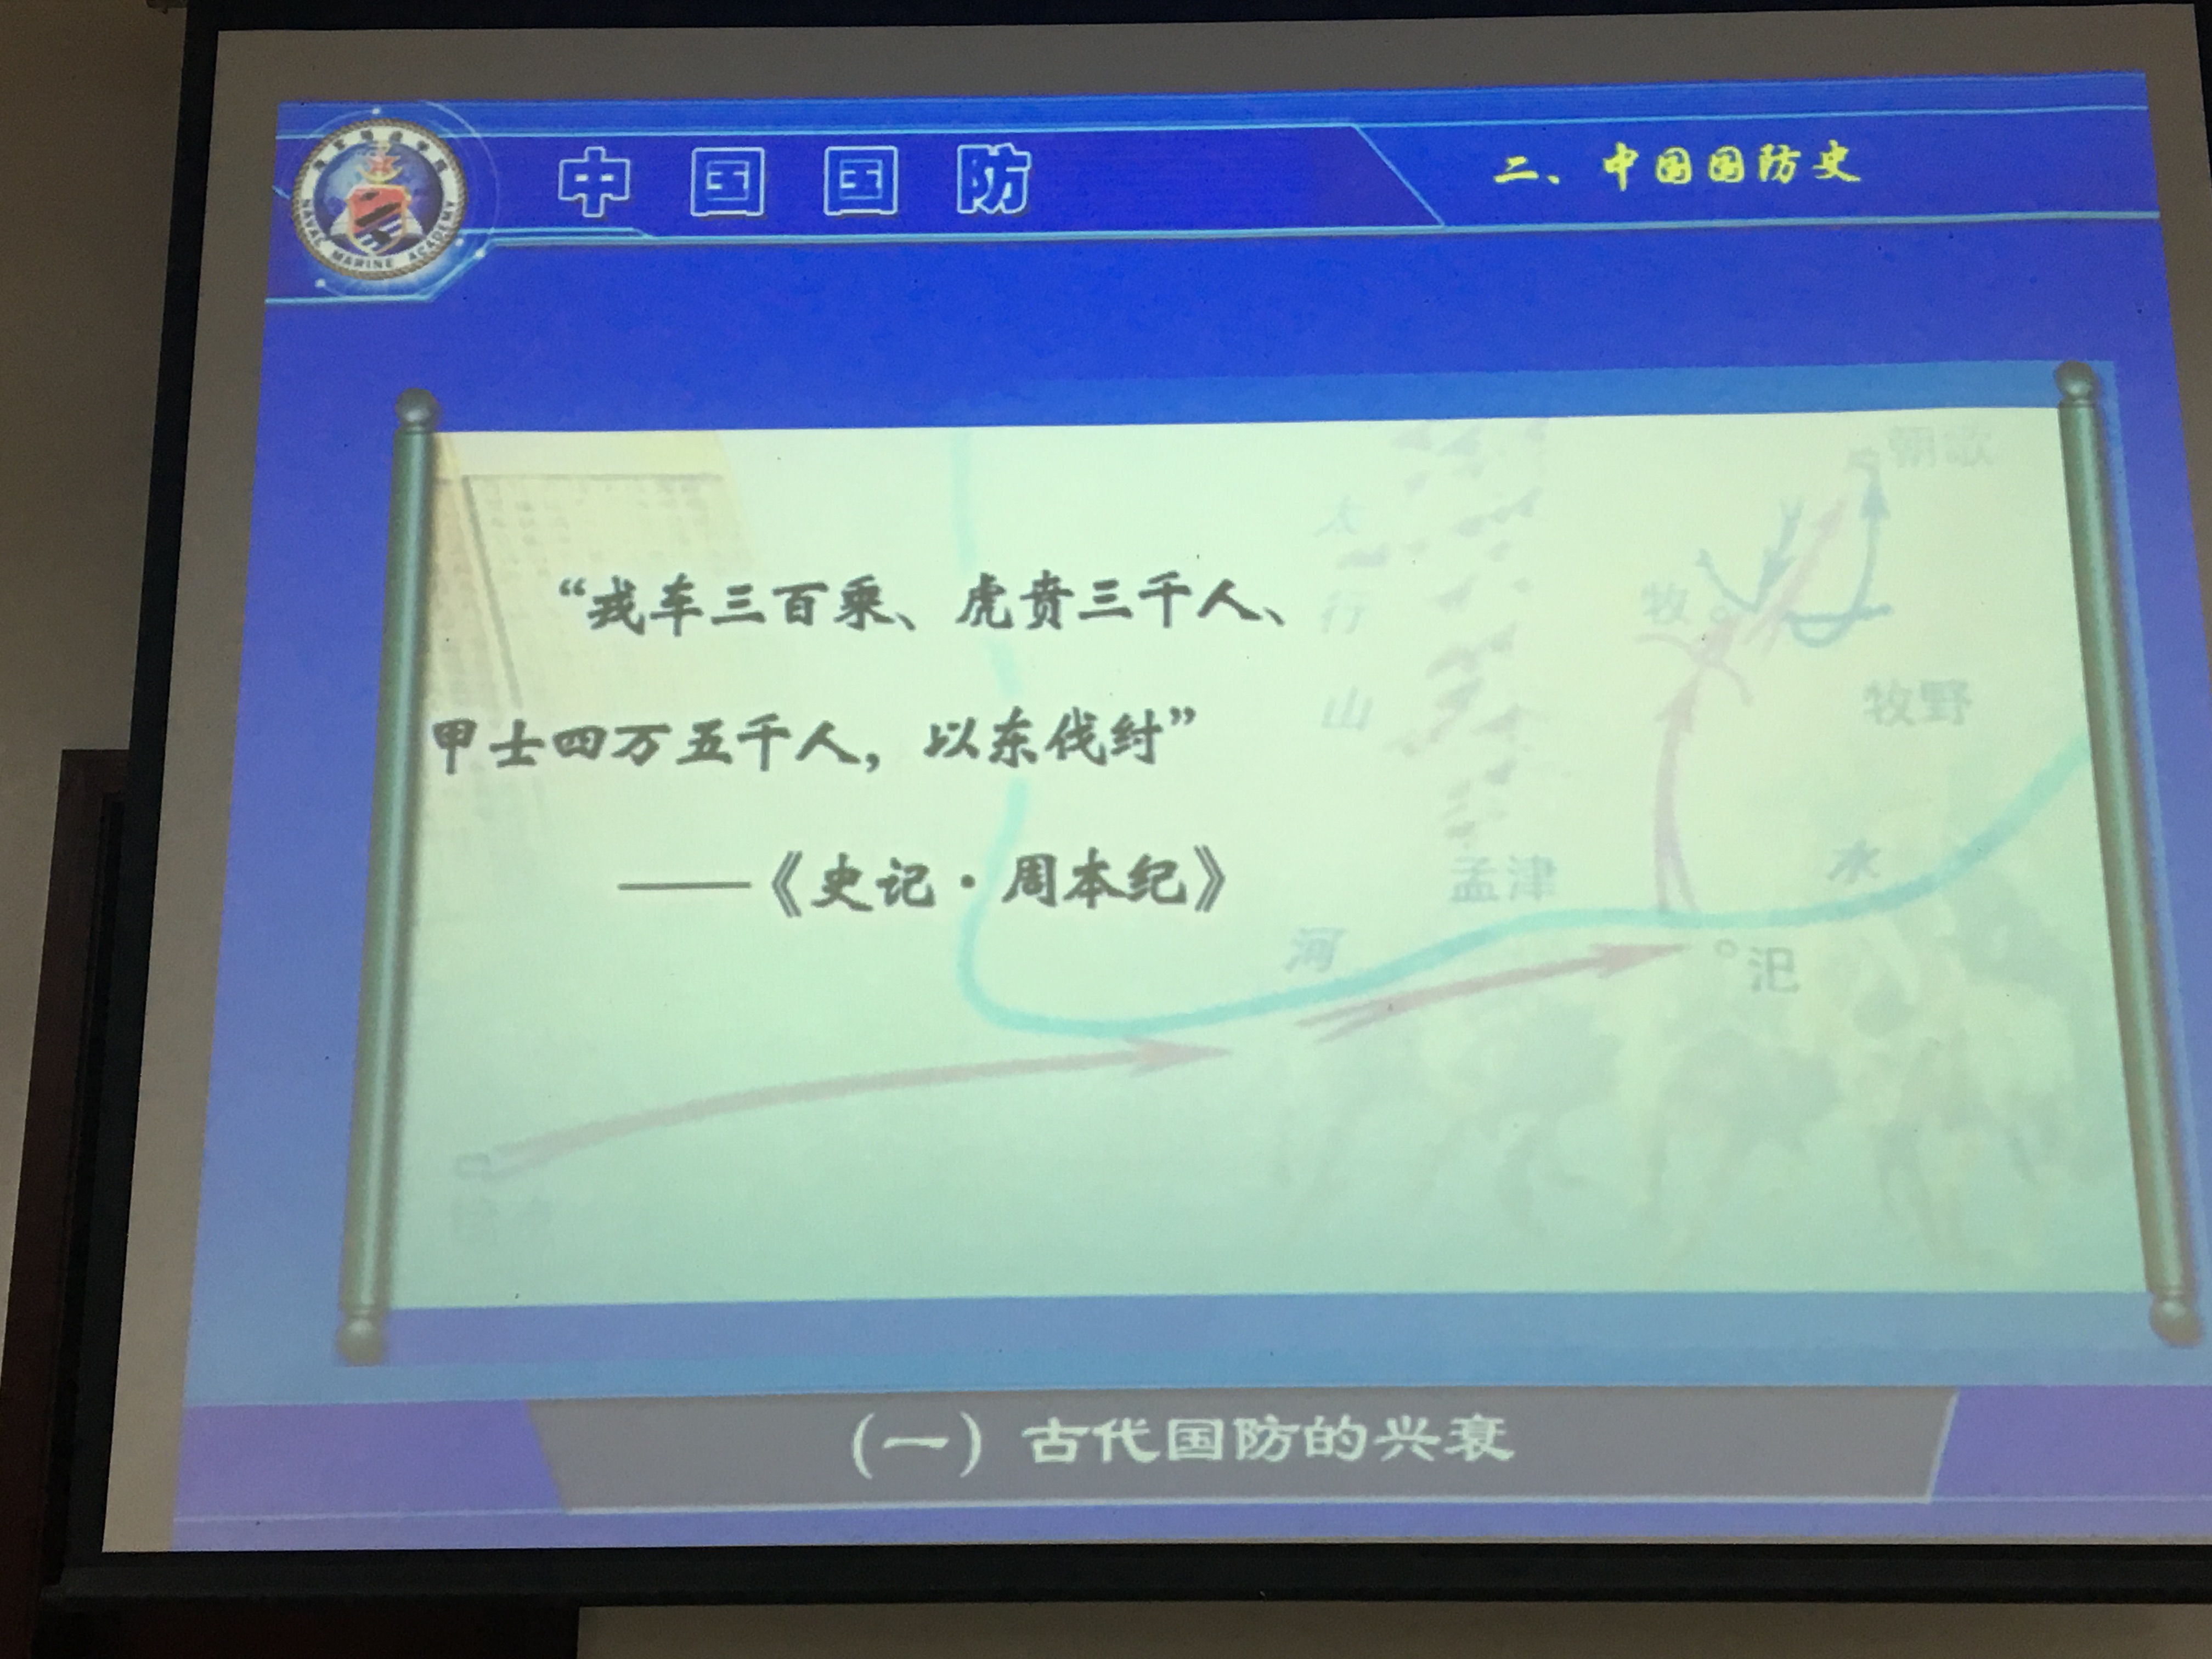 中国国防
二、中国国防史
NAVAL MARINE ACADEMY
朝歌
太行山
“戎车三百乘、虎贲三千人、
牧
甲士四万五千人，以东伐纣”
牧野
——《史记·周本纪》
孟津
水
河
汜
(一) 古代国防的兴衰